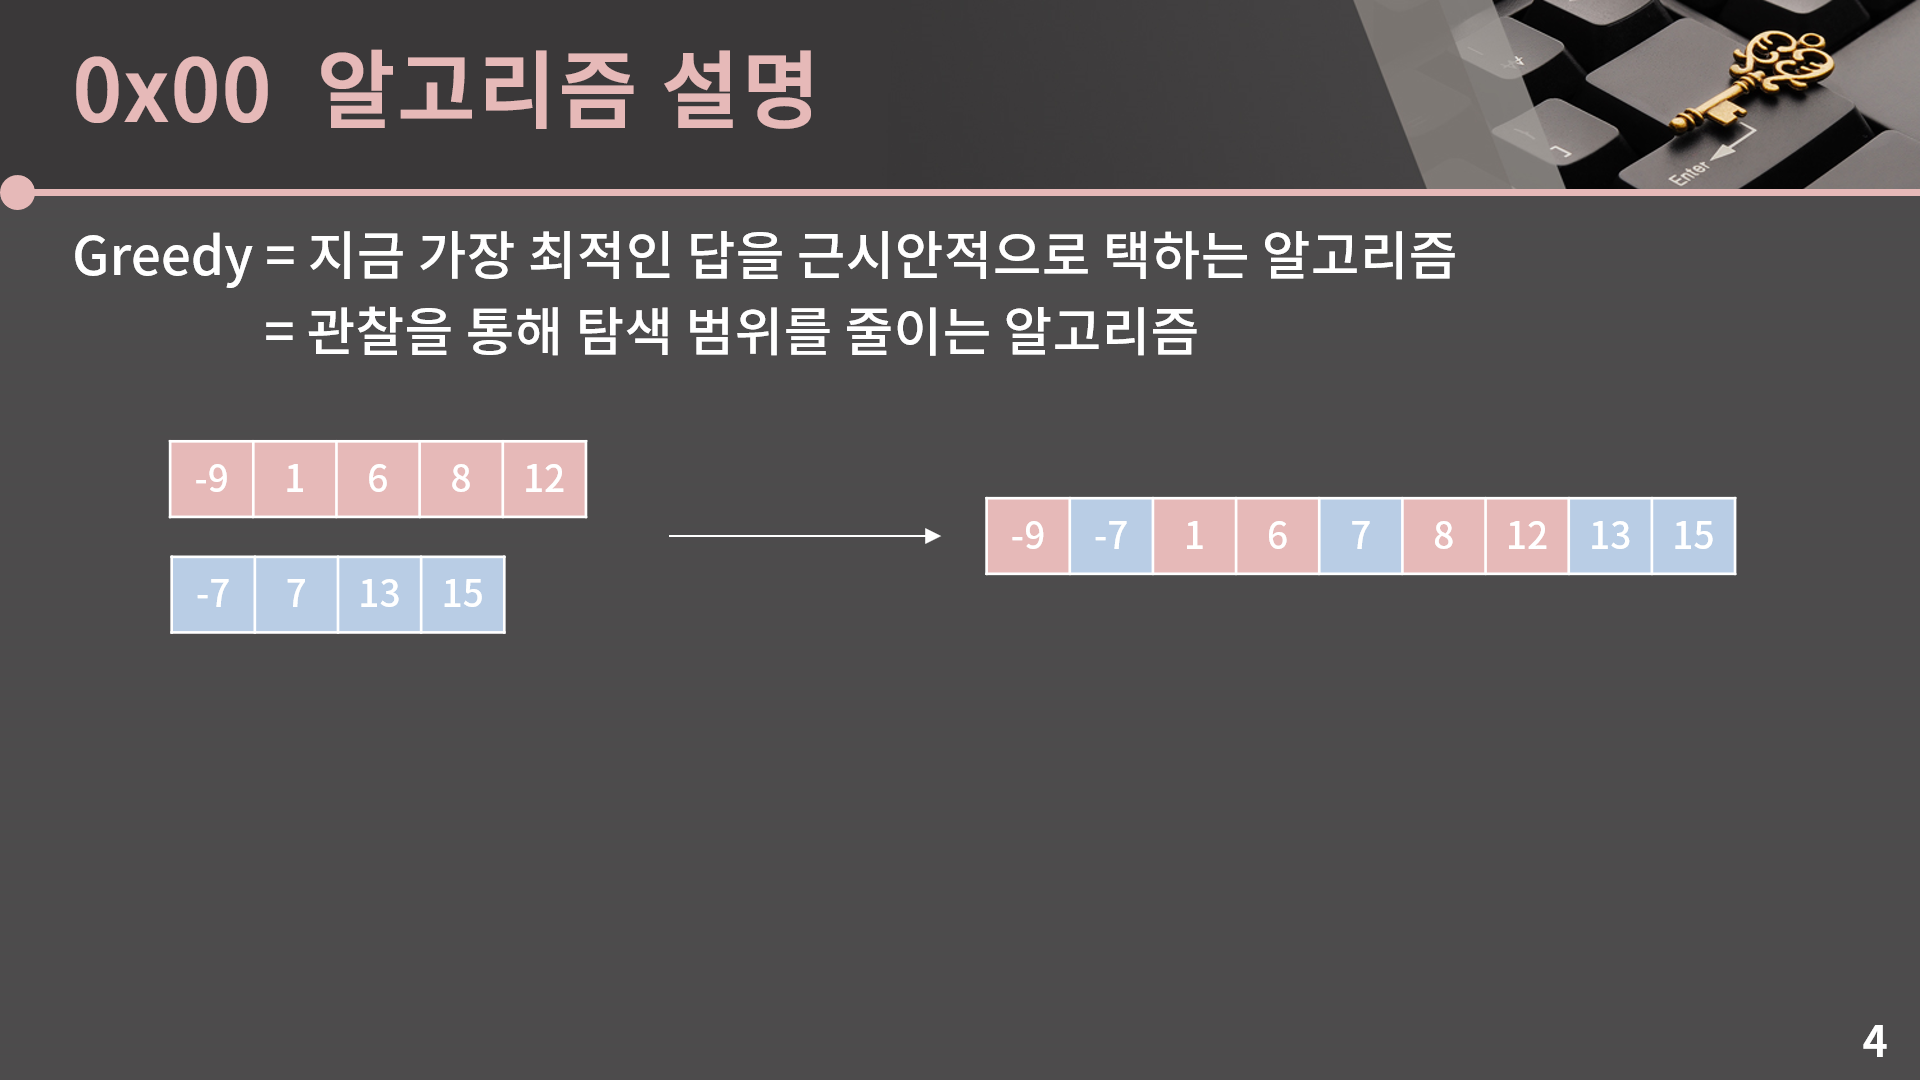 0x00 알고리즘 설명
Enter
Greedy = 지금 가장 최적인 답을 근시안적으로 택하는 알고리즘
= 관찰을 통해 탐색 범위를 줄이는 알고리즘
-9 1 6 8 12
-7 7 13 15
-9 -7 1 6 7 8 12 13 15
4